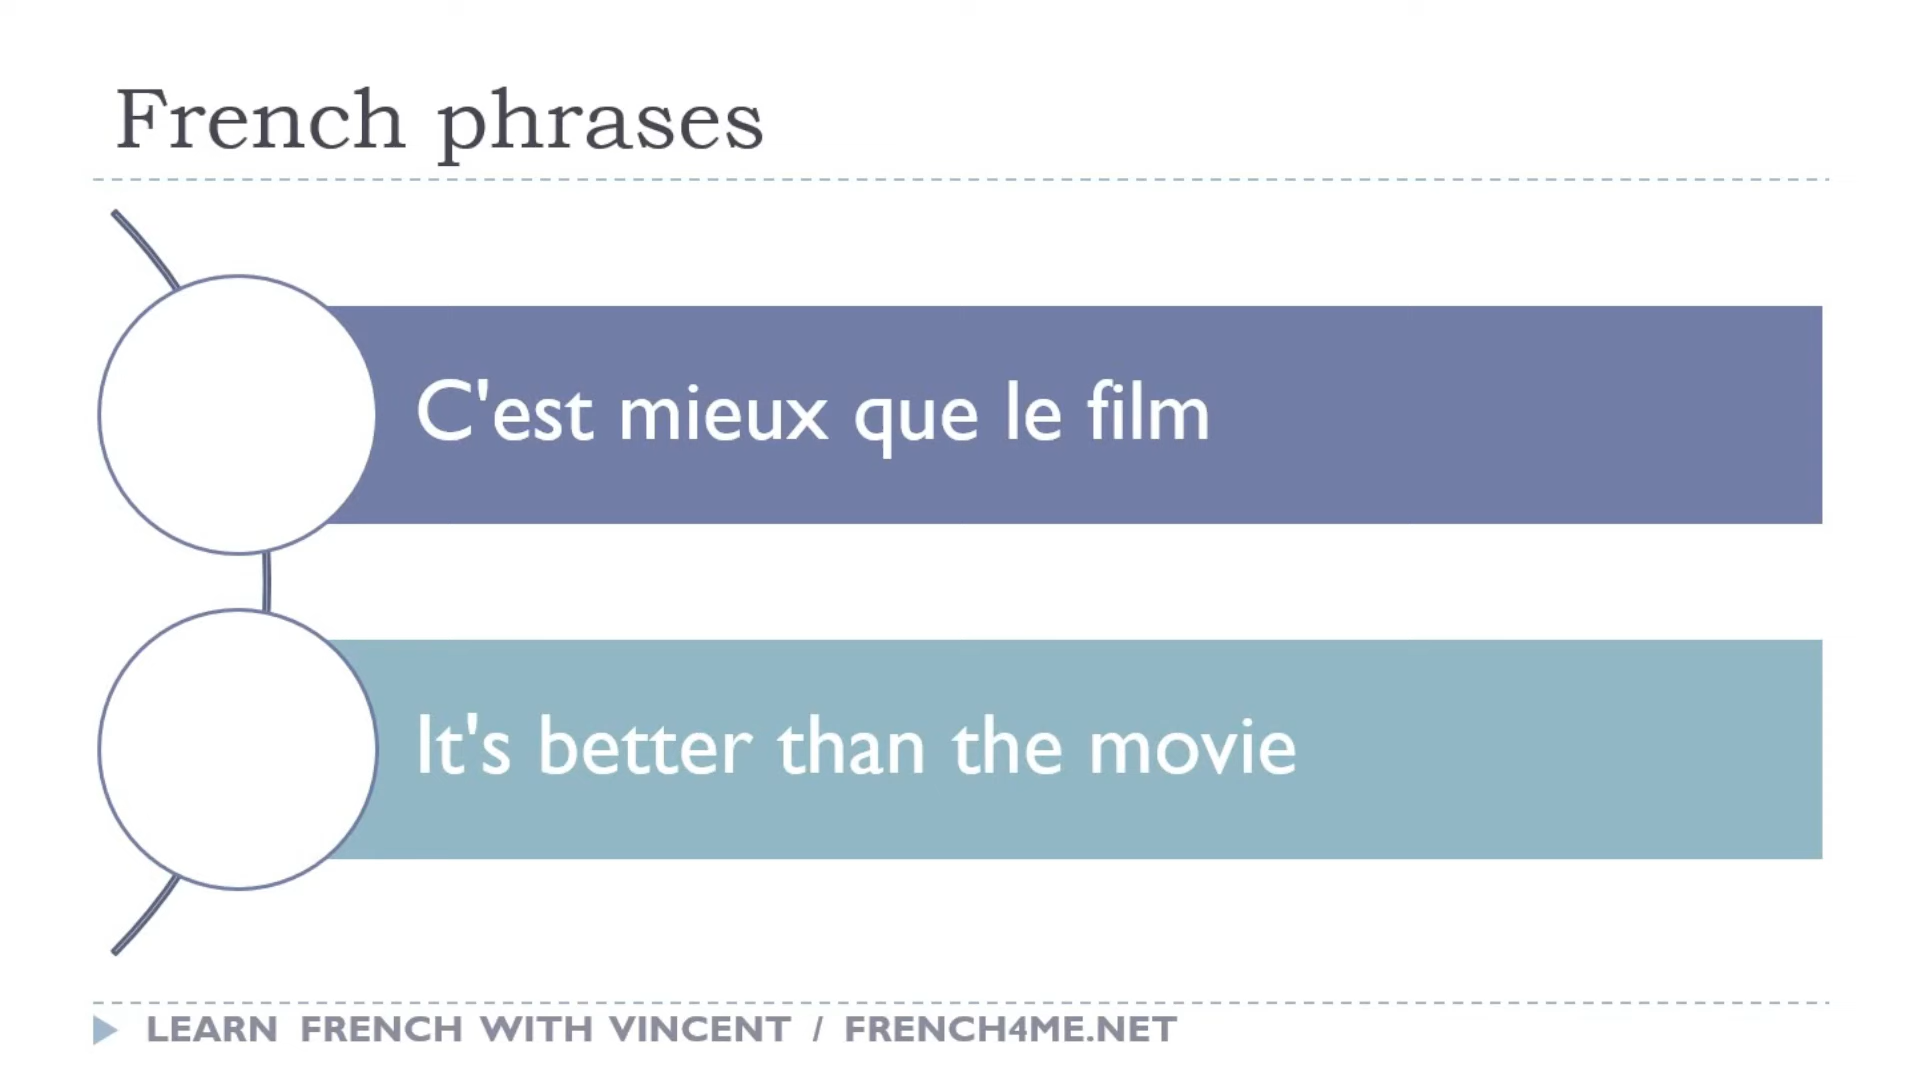 French phrases
C'est mieux que le film
It's better than the movie
LEARN FRENCH WITH VINCENT / FRENCH4ME.NET